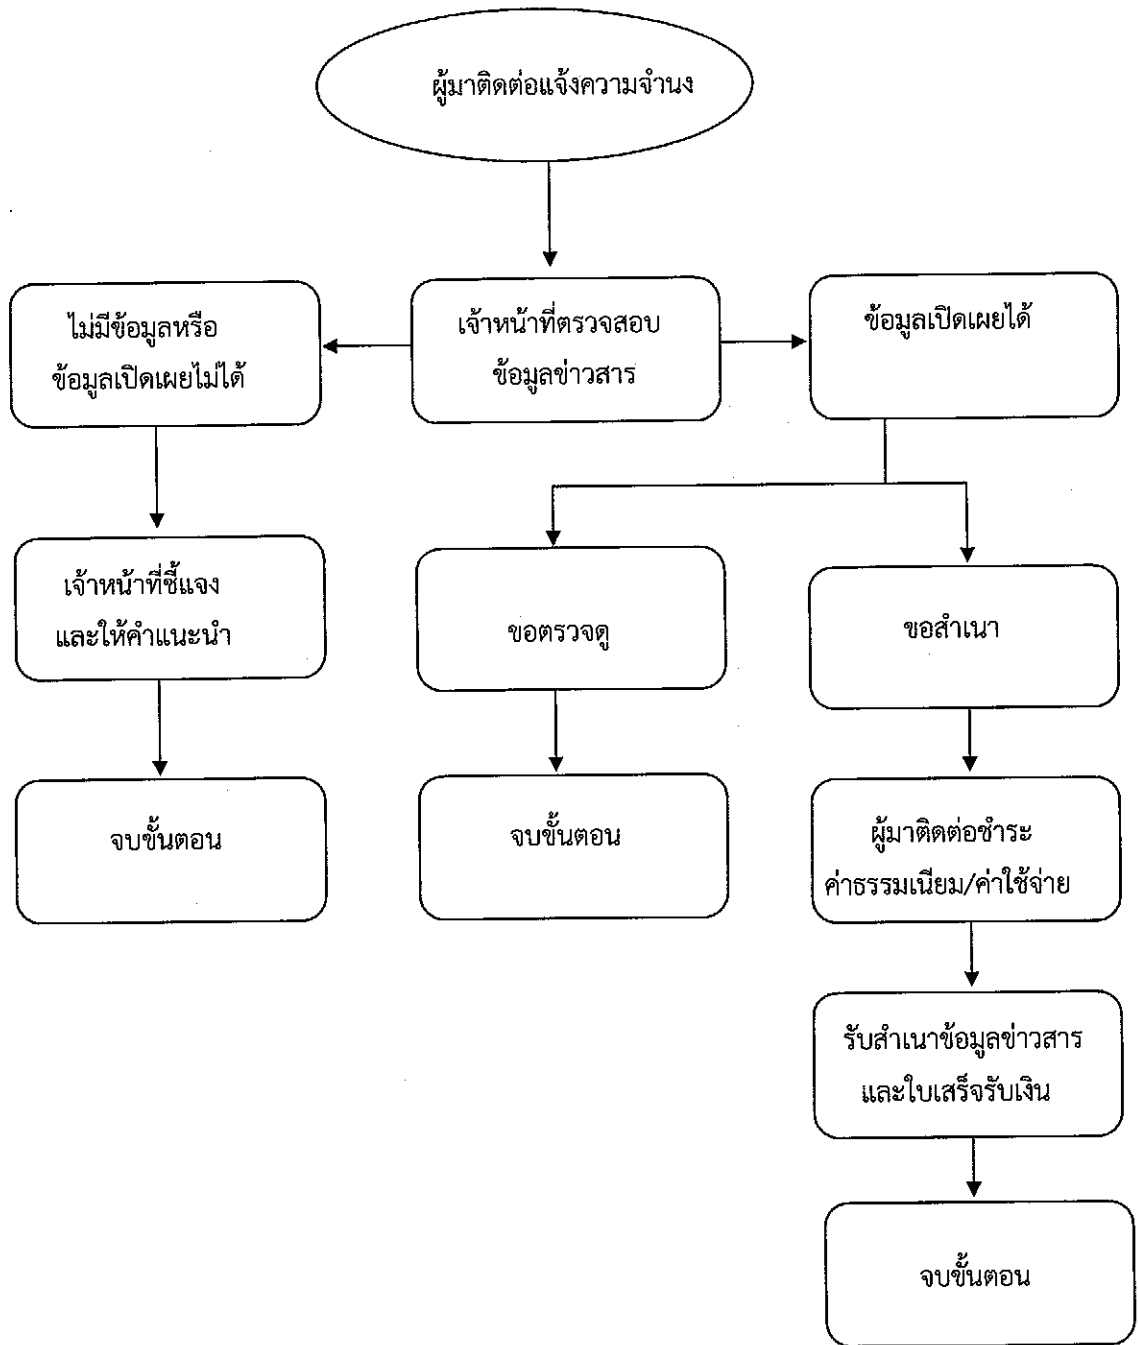 ผู้มาติดต่อแจ้งความจำนง
ไม่มีข้อมูลหรือ
ข้อมูลเปิดเผยไม่ได้
เจ้าหน้าที่ตรวจสอบ
ข้อมูลข่าวสาร
ข้อมูลเปิดเผยได้
เจ้าหน้าที่ชี้แจง
และให้คำแนะนำ
ขอตรวจดู
ขอสำเนา
จบขั้นตอน
จบขั้นตอน
ผู้มาติดต่อชำระ
ค่าธรรมเนียม/ค่าใช้จ่าย
รับสำเนาข้อมูลข่าวสาร
และใบเสร็จรับเงิน
จบขั้นตอน